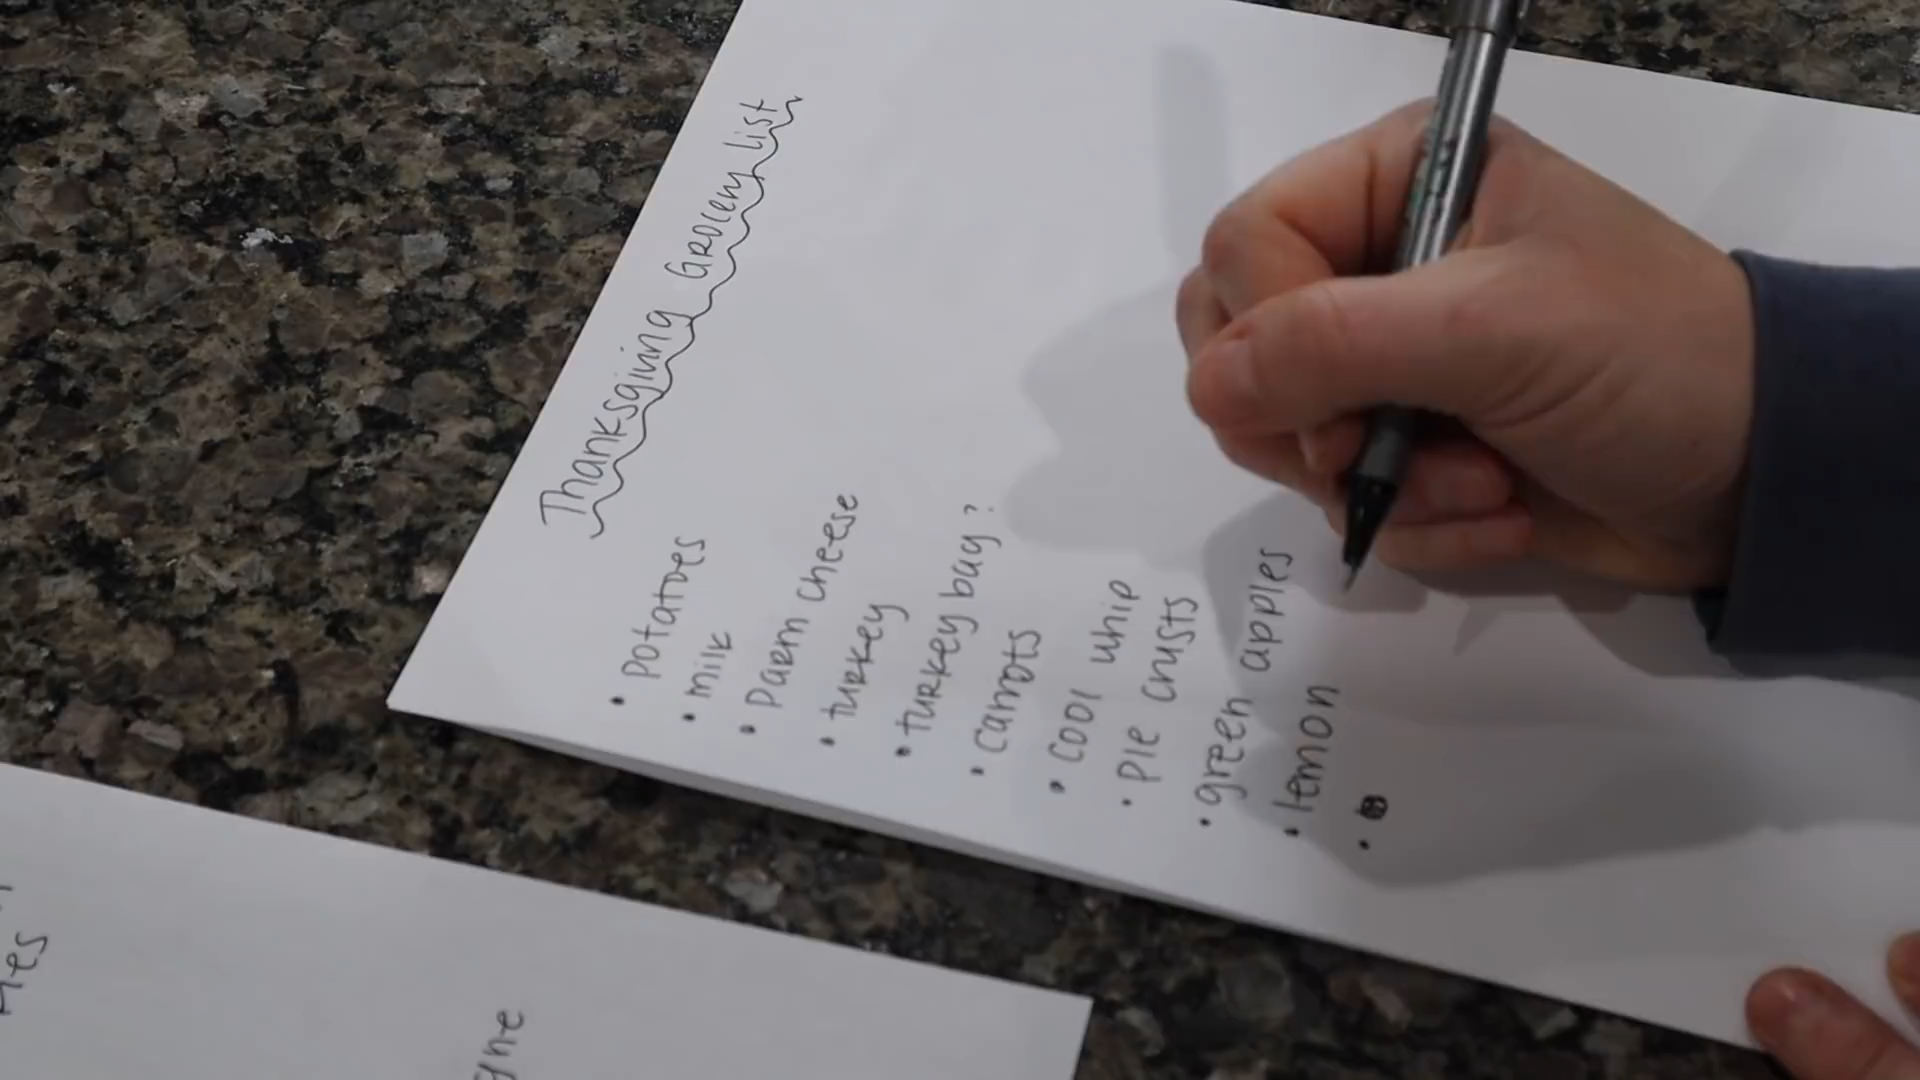 Thanksgiving Grocery List
• potatoes
• milk
• parm cheese
• turkey
• turkey bag?
• carrots
• cool whip
• pie crusts
• green apples
• lemon
•